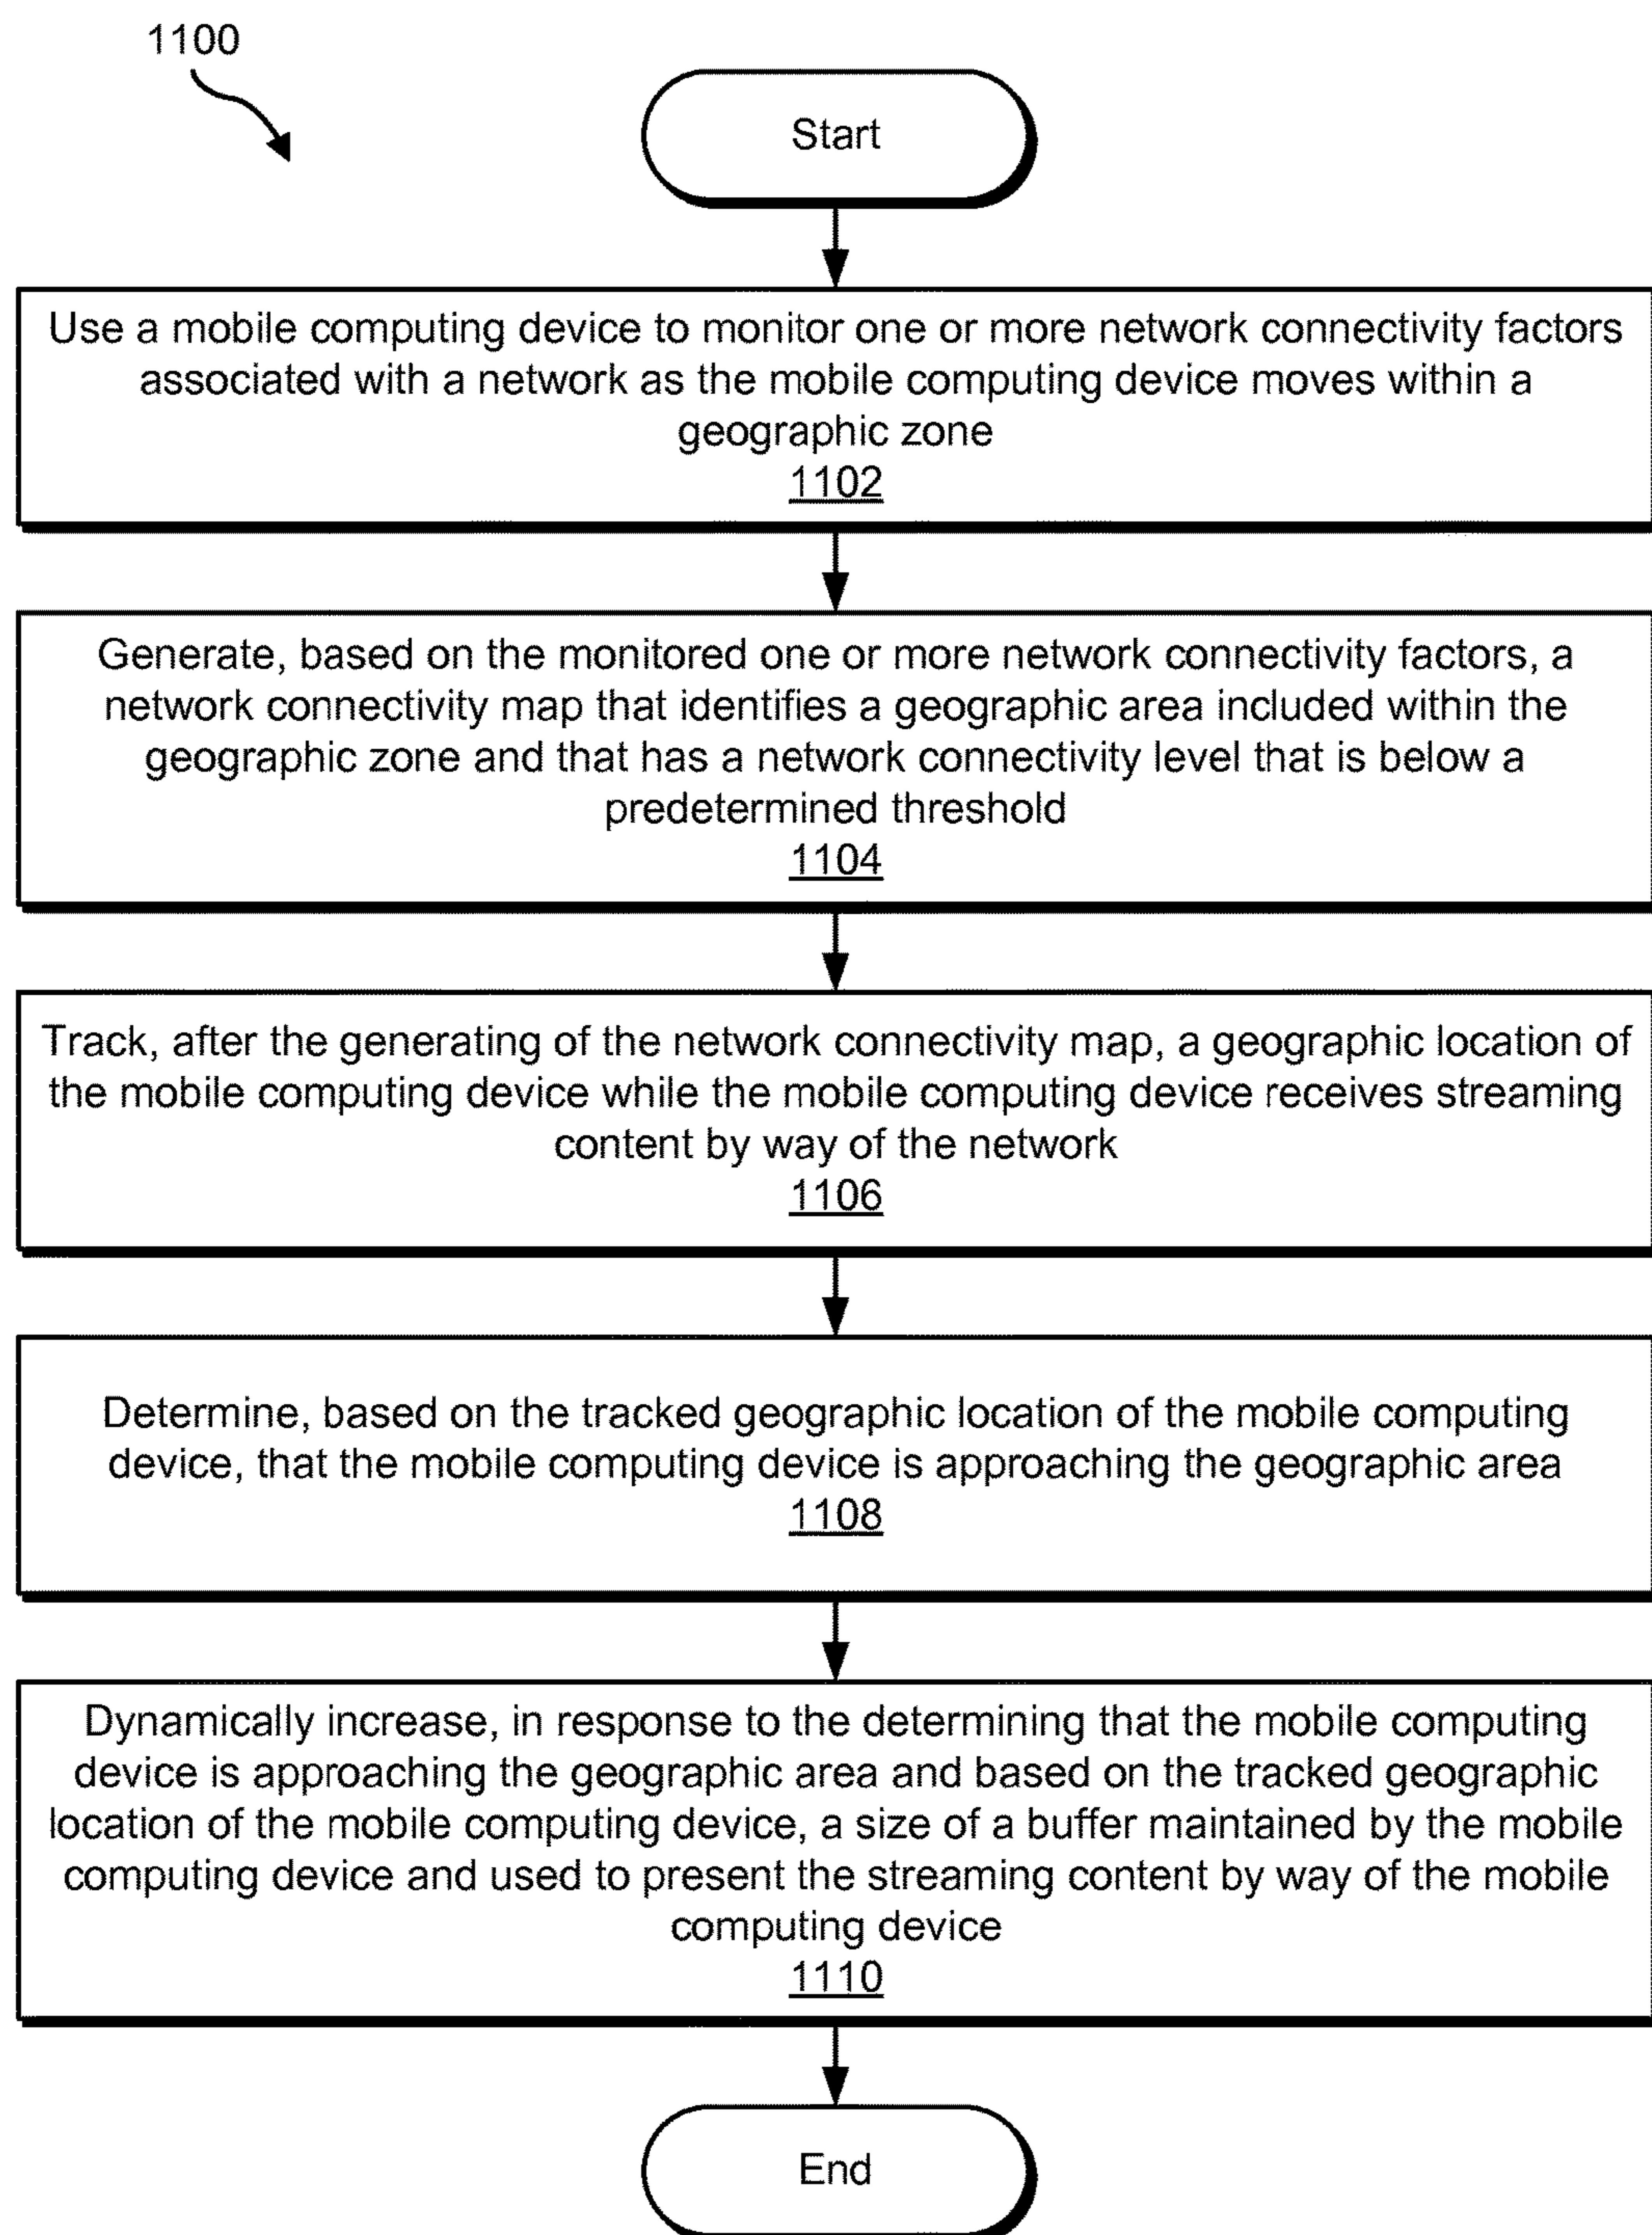 1100
Start
Use a mobile computing device to monitor one or more network connectivity factors
associated with a network as the mobile computing device moves within a
geographic zone
1102
Generate, based on the monitored one or more network connectivity factors, a
network connectivity map that identifies a geographic area included within the
geographic zone and that has a network connectivity level that is below a
predetermined threshold
1104
Track, after the generating of the network connectivity map, a geographic location of
the mobile computing device while the mobile computing device receives streaming
content by way of the network
1106
Determine, based on the tracked geographic location of the mobile computing
device, that the mobile computing device is approaching the geographic area
1108
Dynamically increase, in response to the determining that the mobile computing
device is approaching the geographic area and based on the tracked geographic
location of the mobile computing device, a size of a buffer maintained by the mobile
computing device and used to present the streaming content by way of the mobile
computing device
1110
End